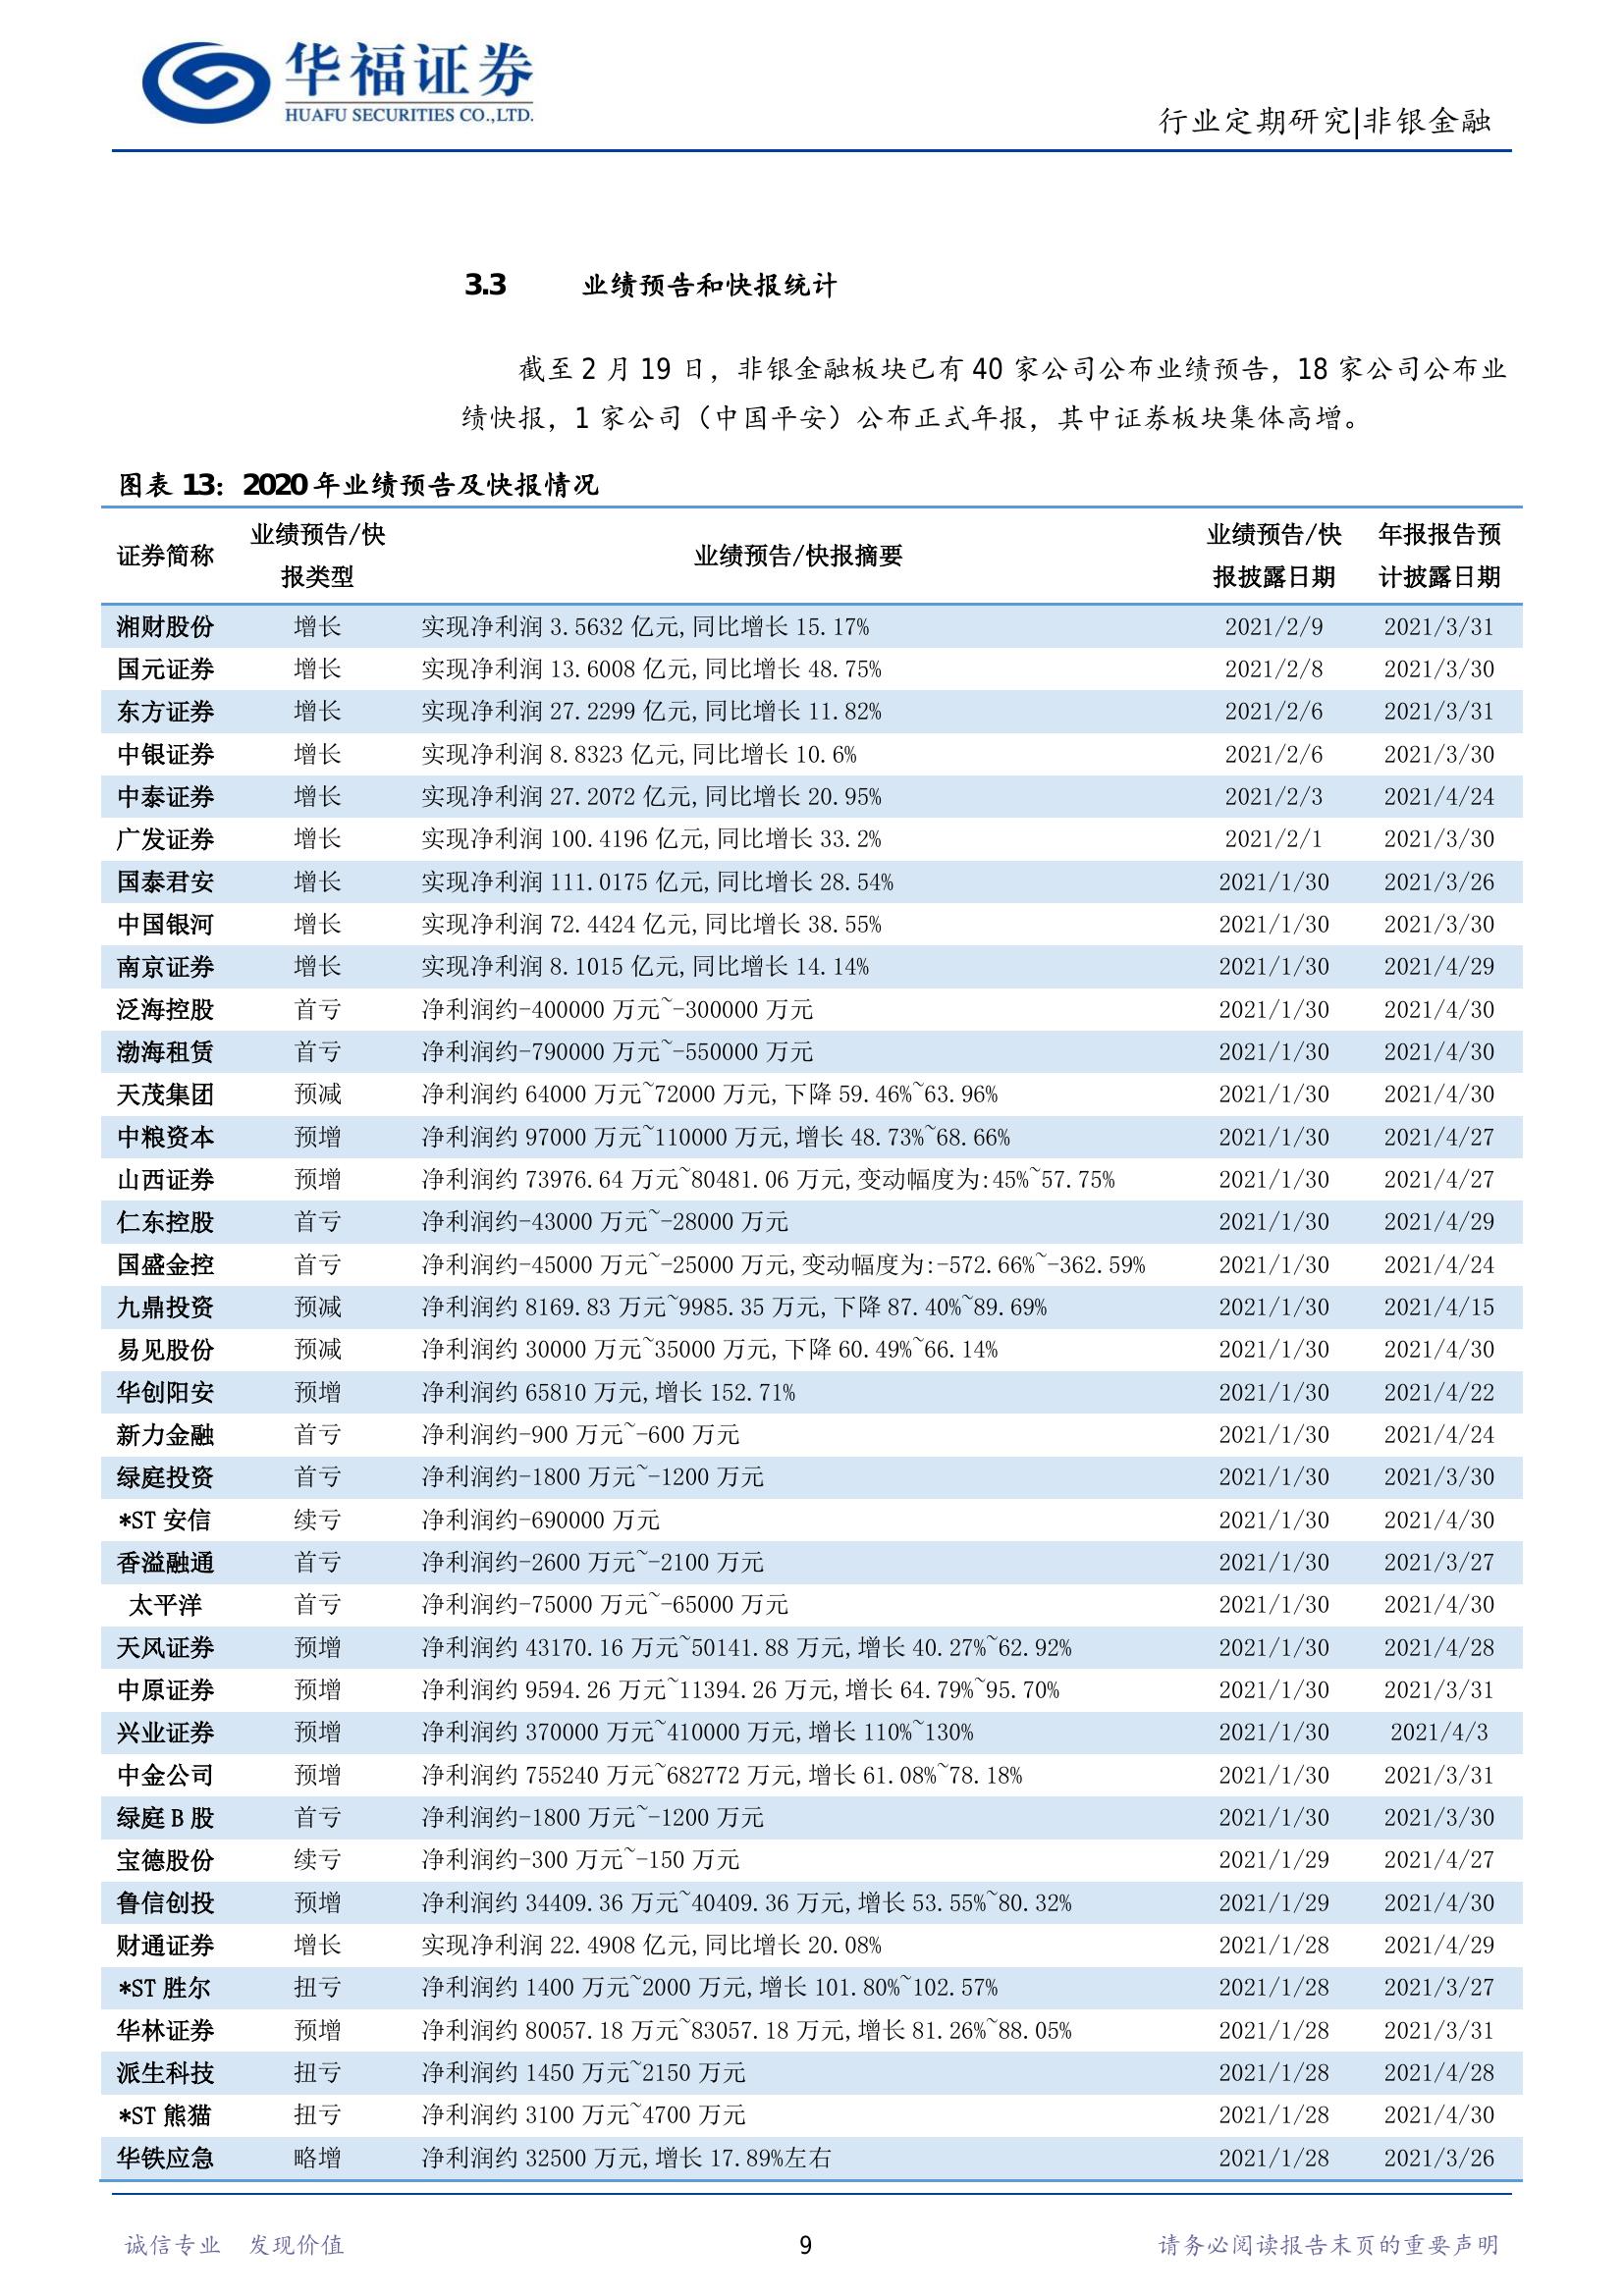 华福证券
HUAFU SECURITIES CO.,LTD.
行业定期研究|非银金融
3.3 业绩预告和快报统计
截至 2 月 19 日，非银金融板块已有 40 家公司公布业绩预告，18 家公司公布业
绩快报，1 家公司（中国平安）公布正式年报，其中证券板块集体高增。
图表 13：2020 年业绩预告及快报情况
证券简称 业绩预告/快报类型 业绩预告/快报摘要 业绩预告/快报披露日期 年报报告预计披露日期
湘财股份 增长 实现净利润 3.5632 亿元,同比增长 15.17% 2021/2/9 2021/3/31
国元证券 增长 实现净利润 13.6008 亿元,同比增长 48.75% 2021/2/8 2021/3/30
东方证券 增长 实现净利润 27.2299 亿元,同比增长 11.82% 2021/2/6 2021/3/31
中银证券 增长 实现净利润 8.8323 亿元,同比增长 10.6% 2021/2/6 2021/3/30
中泰证券 增长 实现净利润 27.2072 亿元,同比增长 20.95% 2021/2/3 2021/4/24
广发证券 增长 实现净利润 100.4196 亿元,同比增长 33.2% 2021/2/1 2021/3/30
国泰君安 增长 实现净利润 111.0175 亿元,同比增长 28.54% 2021/1/30 2021/3/26
中国银河 增长 实现净利润 72.4424 亿元,同比增长 38.55% 2021/1/30 2021/3/30
南京证券 增长 实现净利润 8.1015 亿元,同比增长 14.14% 2021/1/30 2021/4/29
泛海控股 首亏 净利润约-400000 万元~-300000 万元 2021/1/30 2021/4/30
渤海租赁 首亏 净利润约-790000 万元~-550000 万元 2021/1/30 2021/4/30
天茂集团 预减 净利润约 64000 万元~72000 万元,下降 59.46%~63.96% 2021/1/30 2021/4/30
中粮资本 预增 净利润约 97000 万元~110000 万元,增长 48.73%~68.66% 2021/1/30 2021/4/27
山西证券 预增 净利润约 73976.64 万元~80481.06 万元,变动幅度为:45%~57.75% 2021/1/30 2021/4/27
仁东控股 首亏 净利润约-43000 万元~-28000 万元 2021/1/30 2021/4/29
国盛金控 首亏 净利润约-45000 万元~-25000 万元,变动幅度为:-572.66%~-362.59% 2021/1/30 2021/4/24
九鼎投资 预减 净利润约 8169.83 万元~9985.35 万元,下降 87.40%~89.69% 2021/1/30 2021/4/15
易见股份 预减 净利润约 30000 万元~35000 万元,下降 60.49%~66.14% 2021/1/30 2021/4/30
华创阳安 预增 净利润约 65810 万元,增长 152.71% 2021/1/30 2021/4/22
新力金融 首亏 净利润约-900 万元~-600 万元 2021/1/30 2021/4/24
绿庭投资 首亏 净利润约-1800 万元~-1200 万元 2021/1/30 2021/3/30
*ST 安信 续亏 净利润约-690000 万元 2021/1/30 2021/4/30
香溢融通 首亏 净利润约-2600 万元~-2100 万元 2021/1/30 2021/3/27
太平洋 首亏 净利润约-75000 万元~-65000 万元 2021/1/30 2021/4/30
天风证券 预增 净利润约 43170.16 万元~50141.88 万元,增长 40.27%~62.92% 2021/1/30 2021/4/28
中原证券 预增 净利润约 9594.26 万元~11394.26 万元,增长 64.79%~95.70% 2021/1/30 2021/3/31
兴业证券 预增 净利润约 370000 万元~410000 万元,增长 110%~130% 2021/1/30 2021/4/3
中金公司 预增 净利润约 755240 万元~682772 万元,增长 61.08%~78.18% 2021/1/30 2021/3/31
绿庭 B 股 首亏 净利润约-1800 万元~-1200 万元 2021/1/30 2021/3/30
宝德股份 续亏 净利润约-300 万元~-150 万元 2021/1/29 2021/4/27
鲁信创投 预增 净利润约 34409.36 万元~40409.36 万元,增长 53.55%~80.32% 2021/1/29 2021/4/30
财通证券 增长 实现净利润 22.4908 亿元,同比增长 20.08% 2021/1/28 2021/4/29
*ST 胜尔 扭亏 净利润约 1400 万元~2000 万元,增长 101.80%~102.57% 2021/1/28 2021/3/27
华林证券 预增 净利润约 80057.18 万元~83057.18 万元,增长 81.26%~88.05% 2021/1/28 2021/3/31
派生科技 扭亏 净利润约 1450 万元~2150 万元 2021/1/28 2021/4/28
*ST 熊猫 扭亏 净利润约 3100 万元~4700 万元 2021/1/28 2021/4/30
华铁应急 略增 净利润约 32500 万元,增长 17.89%左右 2021/1/28 2021/3/26
诚信专业 发现价值 9 请务必阅读报告末页的重要声明